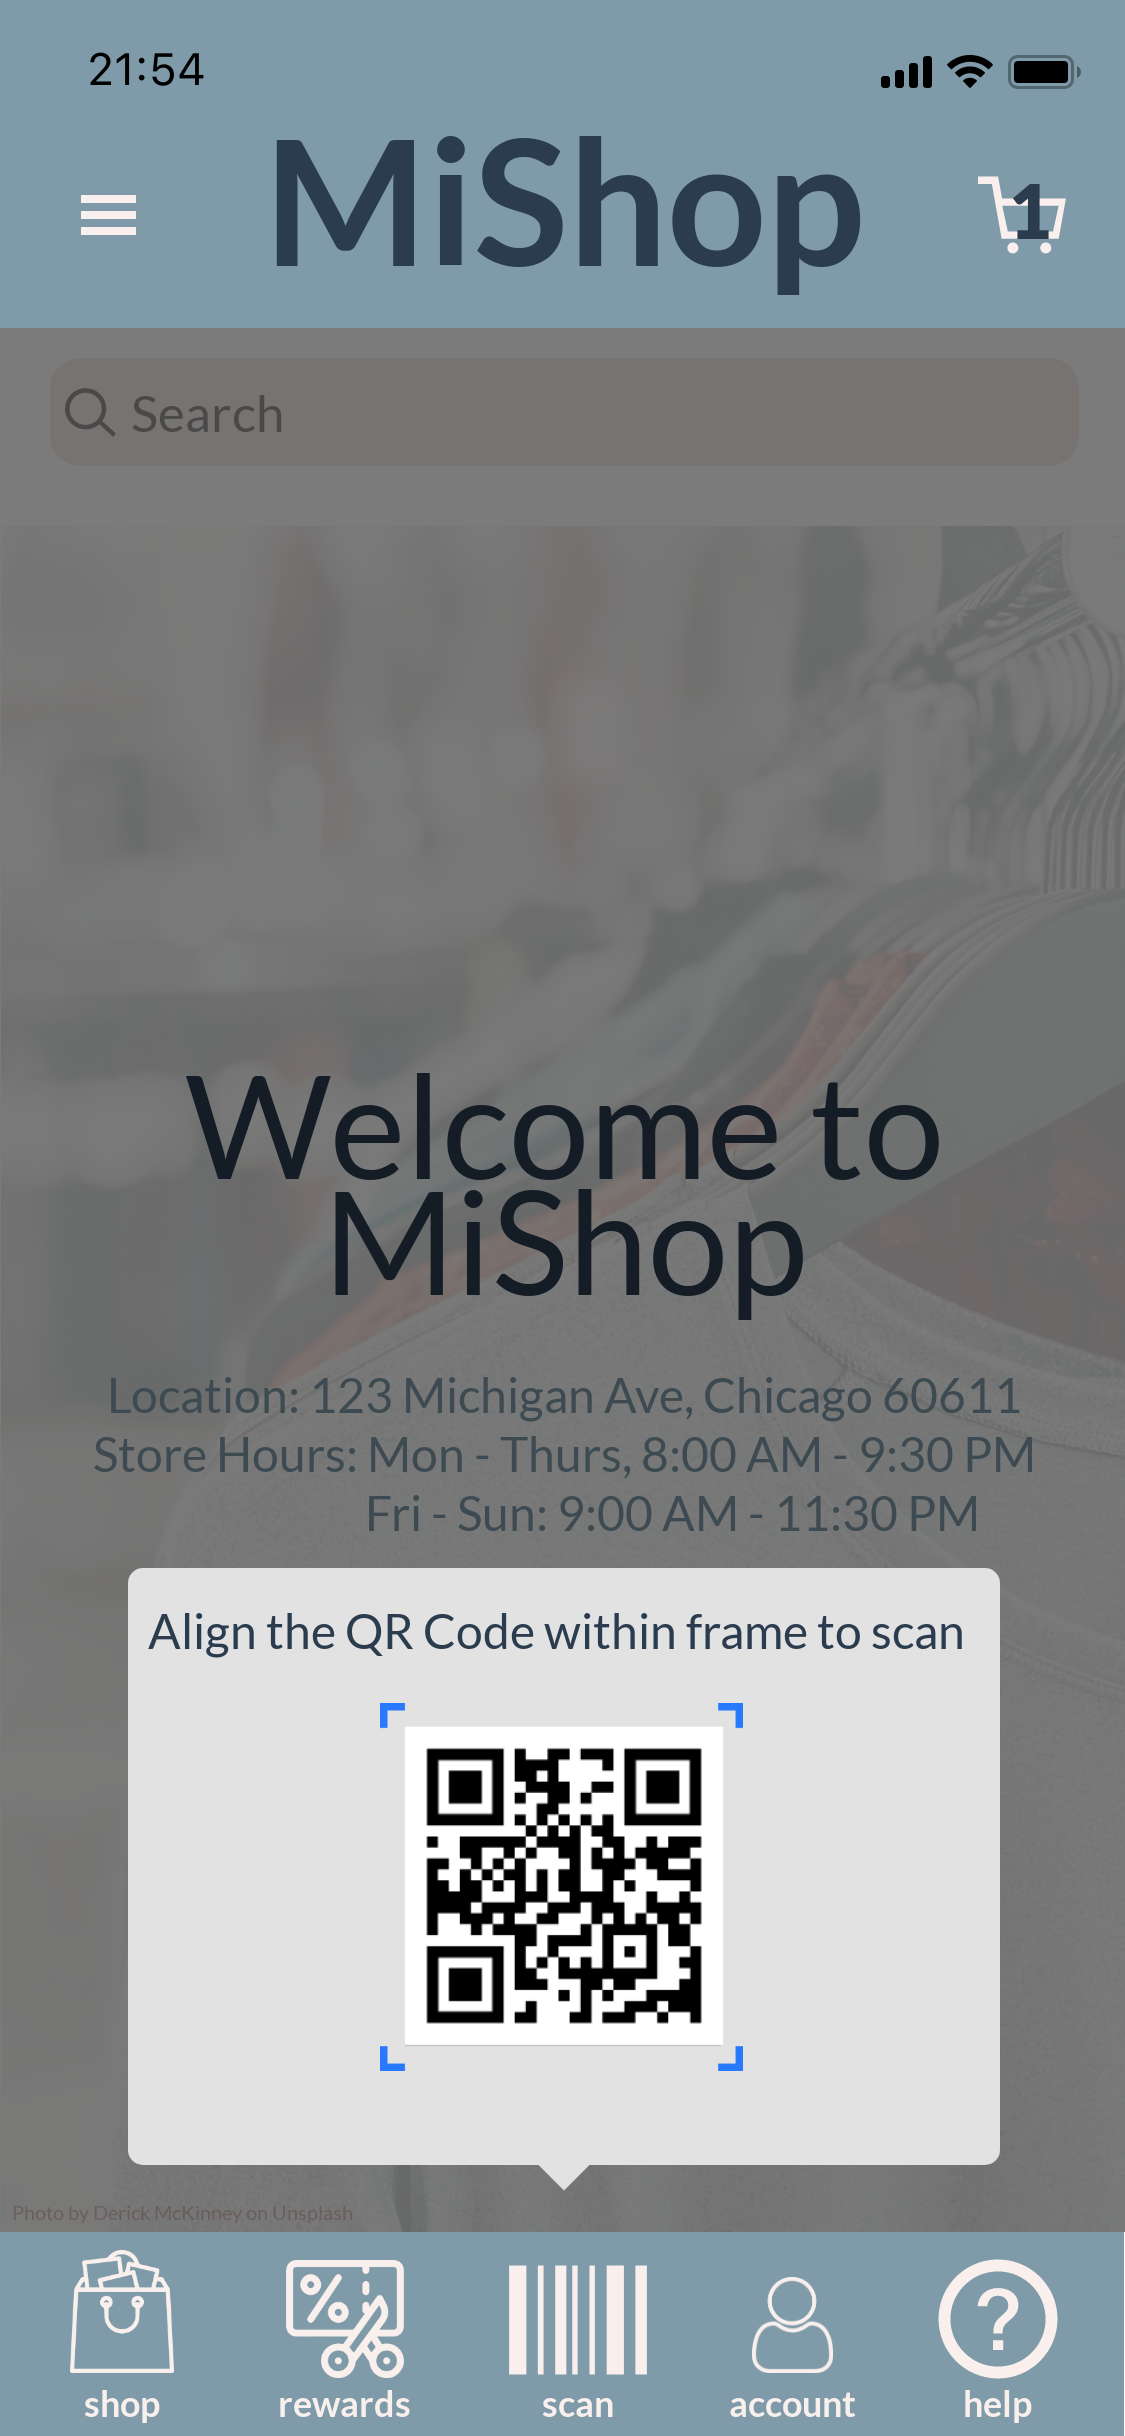 21:54
MiShop
1
Search
Welcome to
MiShop
Location: 123 Michigan Ave, Chicago 60611
Store Hours: Mon - Thurs, 8:00 AM - 9:30 PM
Fri - Sun: 9:00 AM - 11:30 PM
Align the QR Code within frame to scan
Photo by Derick McKinney on Unsplash
shop rewards scan account help